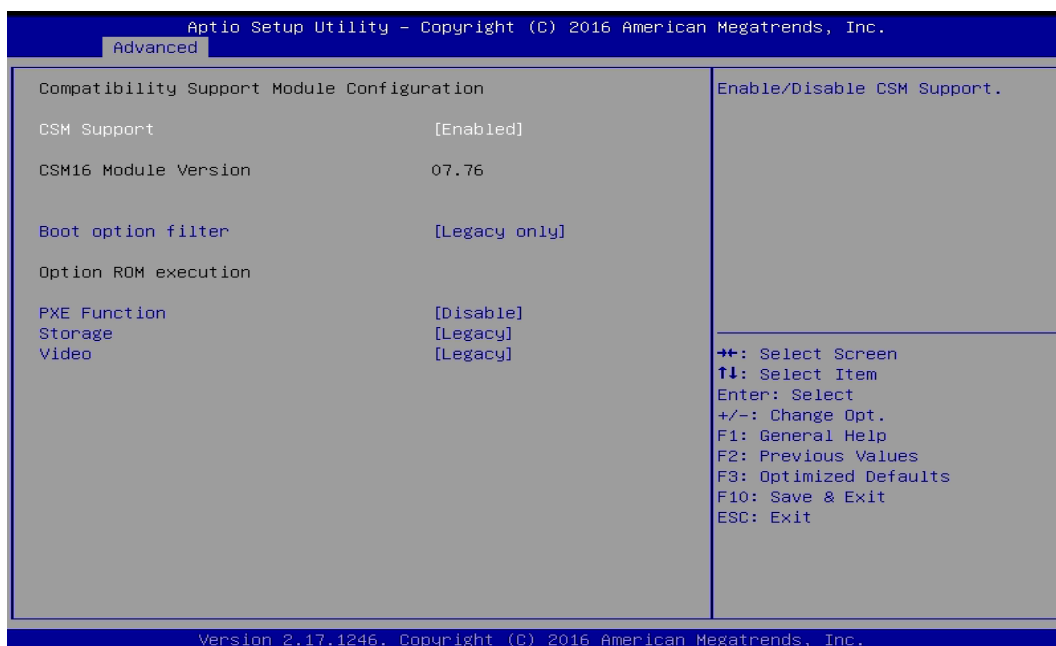 Aptio Setup Utility – Copyright (C) 2016 American Megatrends, Inc.
Advanced
Compatibility Support Module Configuration
CSM Support [Enabled]
CSM16 Module Version 07.76
Boot option filter [Legacy only]
Option ROM execution
PXE Function [Disable]
Storage [Legacy]
Video [Legacy]
Enable/Disable CSM Support.
→←: Select Screen
↑↓: Select Item
Enter: Select
+/-: Change Opt.
F1: General Help
F2: Previous Values
F3: Optimized Defaults
F10: Save & Exit
ESC: Exit
Version 2.17.1246. Copyright (C) 2016 American Megatrends, Inc.